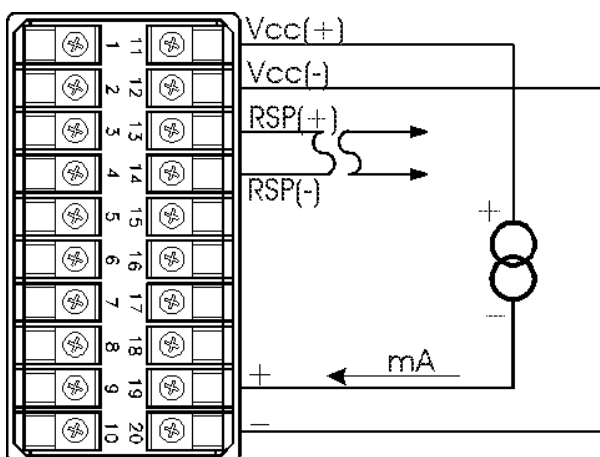 1 11 Vcc(+)
2 12 Vcc(-)
3 13 RSP(+)
4 14 RSP(-)
5 15
+
6 16
7 17
−
8 18
mA
9 19 +
10 20 −